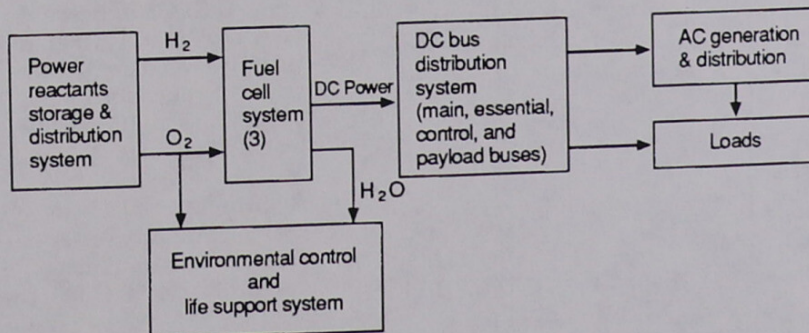 Power
reactants
storage &
distribution
system
H₂
O₂
Fuel
cell
system
(3)
DC Power
H₂O
DC bus
distribution
system
(main, essential,
control, and
payload buses)
AC generation
& distribution
Loads
Environmental control
and
life support system